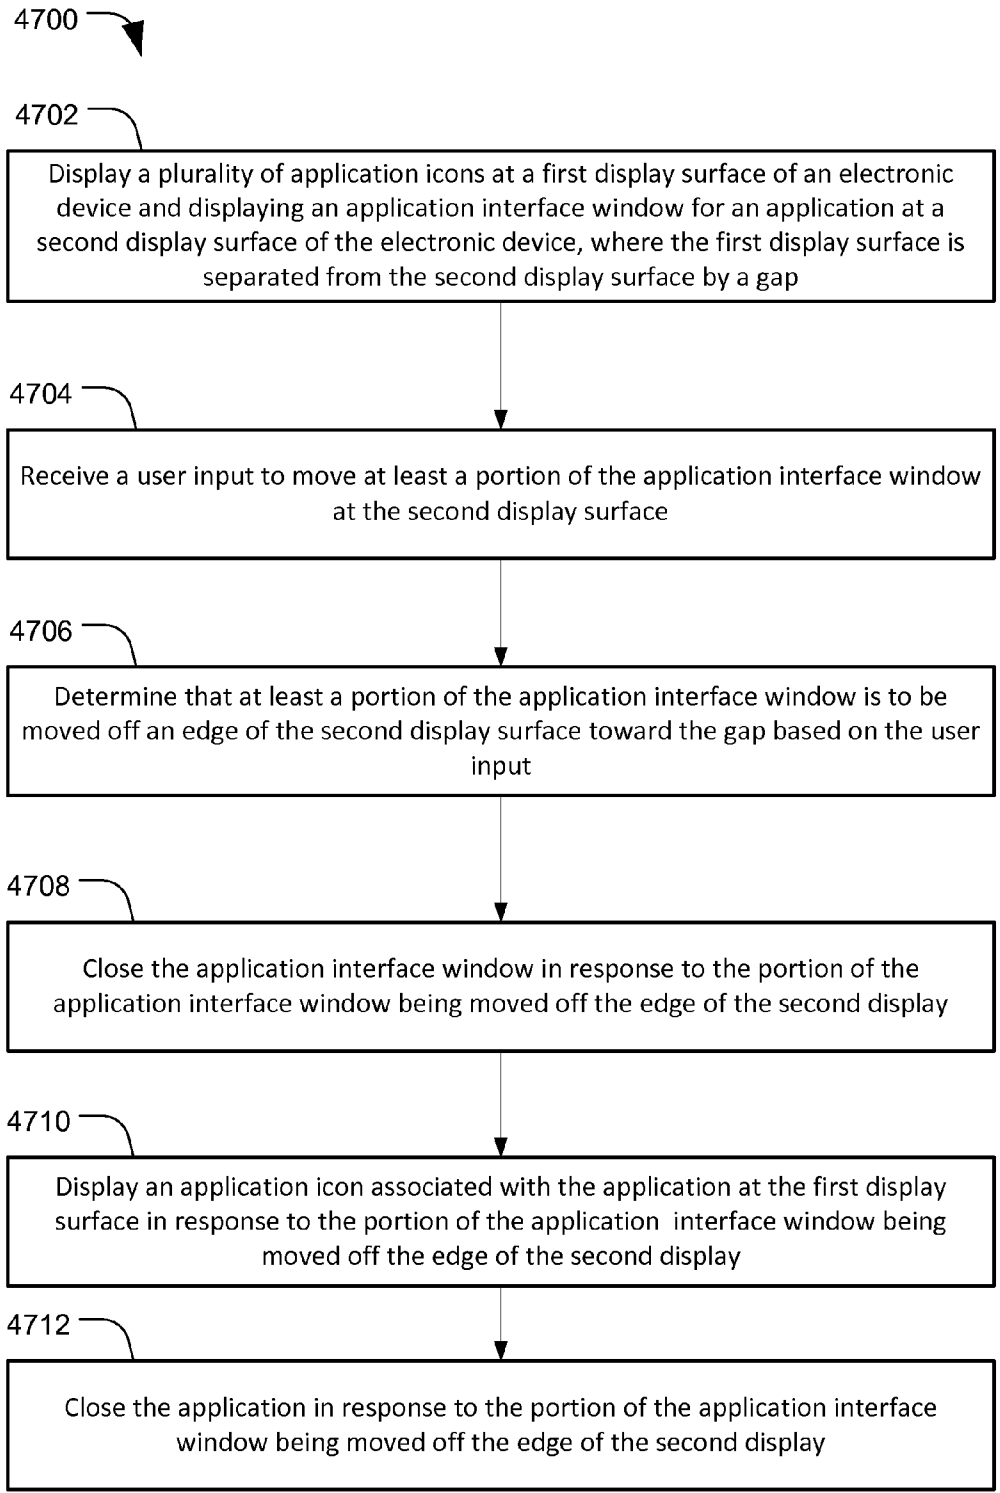 4700
4702
Display a plurality of application icons at a first display surface of an electronic
device and displaying an application interface window for an application at a
second display surface of the electronic device, where the first display surface is
separated from the second display surface by a gap
4704
Receive a user input to move at least a portion of the application interface window
at the second display surface
4706
Determine that at least a portion of the application interface window is to be
moved off an edge of the second display surface toward the gap based on the user
input
4708
Close the application interface window in response to the portion of the
application interface window being moved off the edge of the second display
4710
Display an application icon associated with the application at the first display
surface in response to the portion of the application  interface window being
moved off the edge of the second display
4712
Close the application in response to the portion of the application interface
window being moved off the edge of the second display